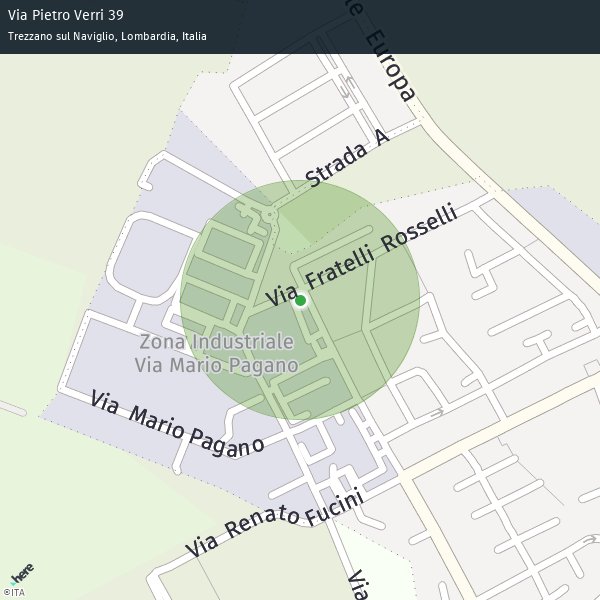 Via Pietro Verri 39
Trezzano sul Naviglio, Lombardia, Italia
Europa
Strada A
Via Fratelli Rosselli
Zona Industriale
Via Mario Pagano
Via Mario Pagano
Via Renato Fucini
Via
here
©ITA